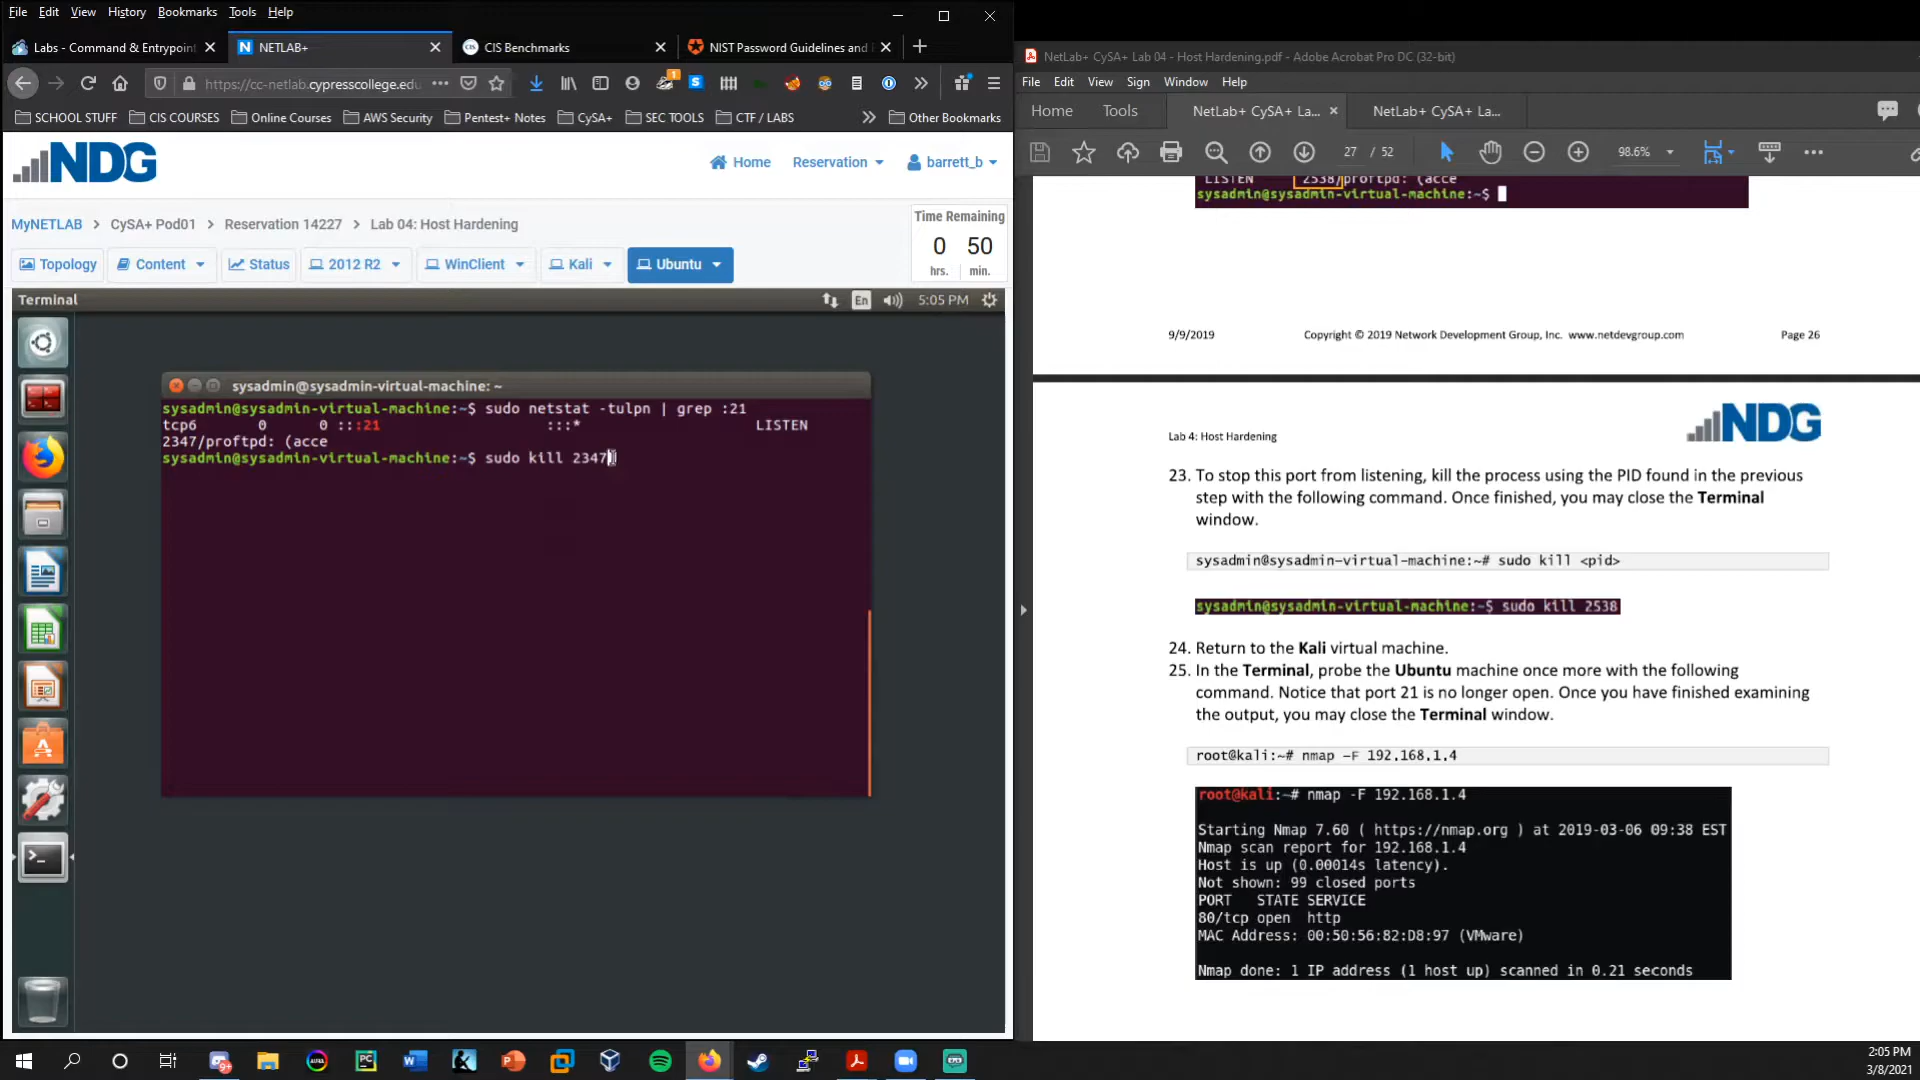 File Edit View History Bookmarks Tools Help
Labs - Command & Entrypoint
NETLAB+
CIS Benchmarks
NIST Password Guidelines and
https://cc-netlab.cypresscollege.edu
SCHOOL STUFF CIS COURSES Online Courses AWS Security Pentest+ Notes CySA+ SEC TOOLS CTF / LABS Other Bookmarks
NDG
Home Reservation barrett_b
MyNETLAB > CySA+ Pod01 > Reservation 14227 > Lab 04: Host Hardening
Time Remaining
0 50
hrs. min.
Topology Content Status 2012 R2 WinClient Kali Ubuntu
Terminal En 5:05 PM
sysadmin@sysadmin-virtual-machine: ~
sysadmin@sysadmin-virtual-machine:~$ sudo netstat -tulpn | grep :21
tcp6 0 0 :::21 :::* LISTEN
2347/proftpd: (acce
sysadmin@sysadmin-virtual-machine:~$ sudo kill 2347
NetLab+ CySA+ Lab 04 - Host Hardening.pdf - Adobe Acrobat Pro DC (32-bit)
File Edit View Sign Window Help
Home Tools NetLab+ CySA+ La... NetLab+ CySA+ La...
27 / 52 98.6%
LISTEN 2538/proftpd: (acce
sysadmin@sysadmin-virtual-machine:~$
9/9/2019 Copyright © 2019 Network Development Group, Inc. www.netdevgroup.com Page 26
Lab 4: Host Hardening
NDG
23. To stop this port from listening, kill the process using the PID found in the previous
step with the following command. Once finished, you may close the Terminal
window.
sysadmin@sysadmin-virtual-machine:~# sudo kill <pid>
sysadmin@sysadmin-virtual-machine:~$ sudo kill 2538
24. Return to the Kali virtual machine.
25. In the Terminal, probe the Ubuntu machine once more with the following
command. Notice that port 21 is no longer open. Once you have finished examining
the output, you may close the Terminal window.
root@kali:~# nmap -F 192.168.1.4
root@kali:~# nmap -F 192.168.1.4
Starting Nmap 7.60 ( https://nmap.org ) at 2019-03-06 09:38 EST
Nmap scan report for 192.168.1.4
Host is up (0.00014s latency).
Not shown: 99 closed ports
PORT STATE SERVICE
80/tcp open http
MAC Address: 00:50:56:82:D8:97 (VMware)
Nmap done: 1 IP address (1 host up) scanned in 0.21 seconds
2:05 PM
3/8/2021